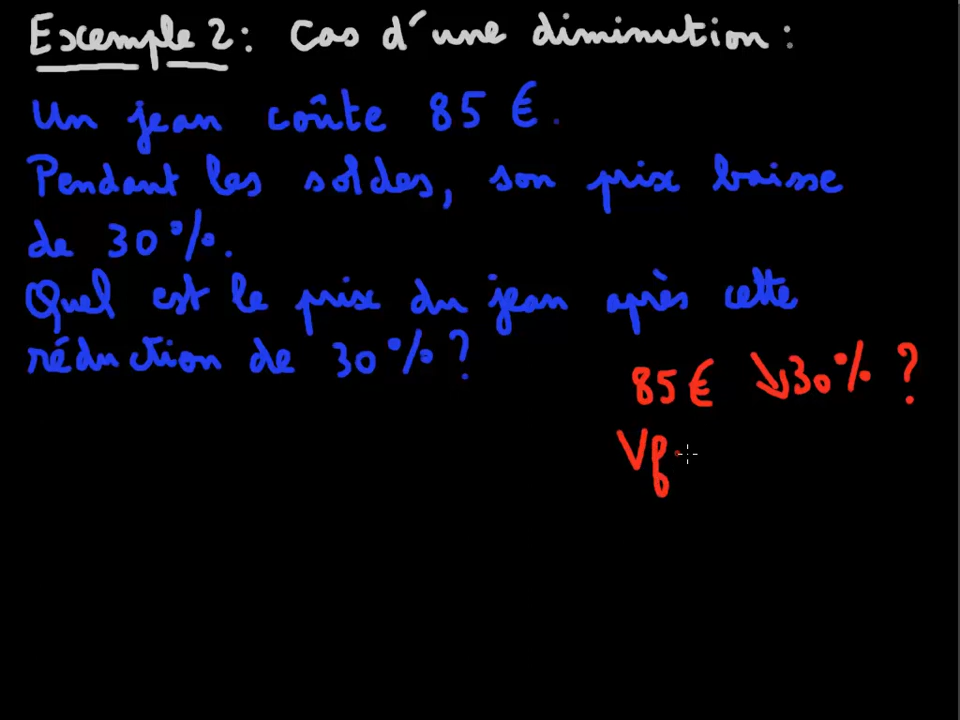 Exemple 2 : Cas d'une diminution :
Un jean coûte 85 €.
Pendant les soldes, son prix baisse
de 30 %.
Quel est le prix du jean après cette
réduction de 30 % ?
85 € ↘ 30 % ?
Vf